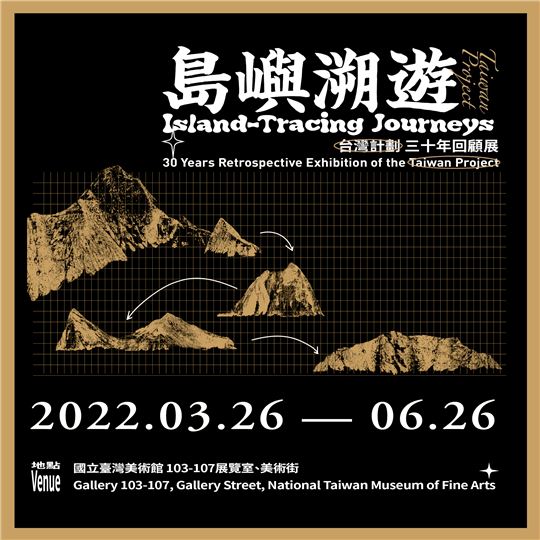 島嶼溯遊
Taiwan
Project
Island-Tracing Journeys
台灣計劃 三十年回顧展
30 Years Retrospective Exhibition of the Taiwan Project
2022.03.26 — 06.26
地點
Venue
國立臺灣美術館 103-107展覽室、美術街
Gallery 103-107, Gallery Street, National Taiwan Museum of Fine Arts